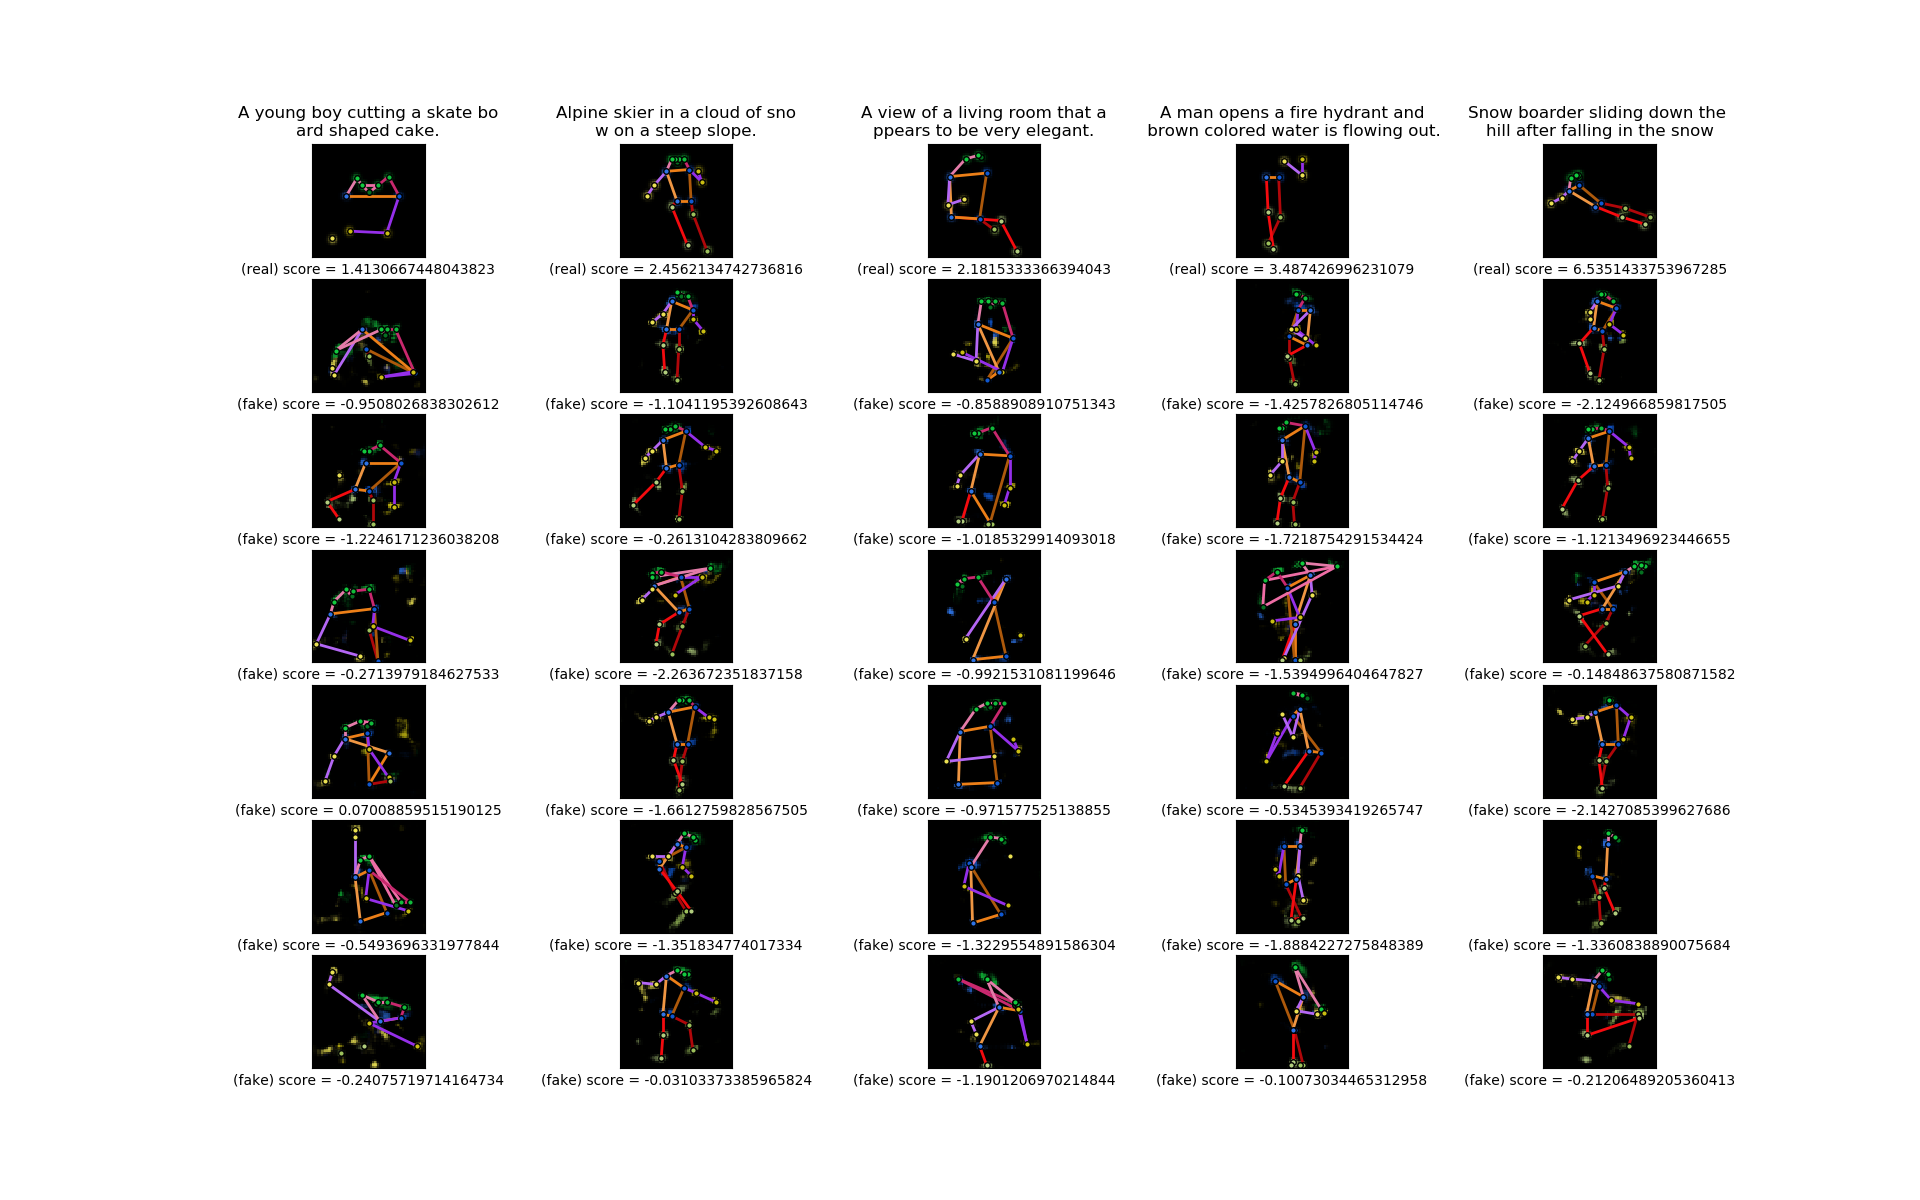 A young boy cutting a skate bo
ard shaped cake.
Alpine skier in a cloud of sno
w on a steep slope.
A view of a living room that a
ppears to be very elegant.
A man opens a fire hydrant and
brown colored water is flowing out.
Snow boarder sliding down the
hill after falling in the snow
(real) score = 1.4130667448043823
(real) score = 2.4562134742736816
(real) score = 2.1815333366394043
(real) score = 3.487426996231079
(real) score = 6.5351433753967285
(fake) score = -0.9508026838302612
(fake) score = -1.1041195392608643
(fake) score = -0.8588908910751343
(fake) score = -1.4257826805114746
(fake) score = -2.124966859817505
(fake) score = -1.2246171236038208
(fake) score = -0.2613104283809662
(fake) score = -1.0185329914093018
(fake) score = -1.7218754291534424
(fake) score = -1.1213496923446655
(fake) score = -0.2713979184627533
(fake) score = -2.263672351837158
(fake) score = -0.9921531081199646
(fake) score = -1.5394996404647827
(fake) score = -0.14848637580871582
(fake) score = 0.07008859515190125
(fake) score = -1.6612759828567505
(fake) score = -0.971577525138855
(fake) score = -0.5345393419265747
(fake) score = -2.1427085399627686
(fake) score = -0.5493696331977844
(fake) score = -1.351834774017334
(fake) score = -1.3229554891586304
(fake) score = -1.8884227275848389
(fake) score = -1.3360838890075684
(fake) score = -0.24075719714164734
(fake) score = -0.03103373385965824
(fake) score = -1.1901206970214844
(fake) score = -0.10073034465312958
(fake) score = -0.21206489205360413